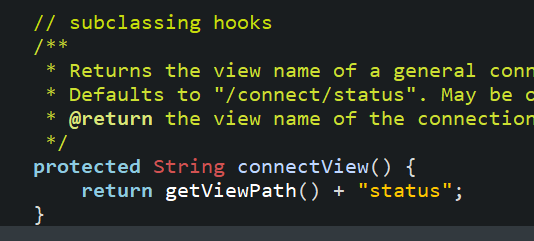 // subclassing hooks
/**
* Returns the view name of a general conn
* Defaults to "/connect/status". May be o
* @return the view name of the connection
*/
protected String connectView() {
return getViewPath() + "status";
}